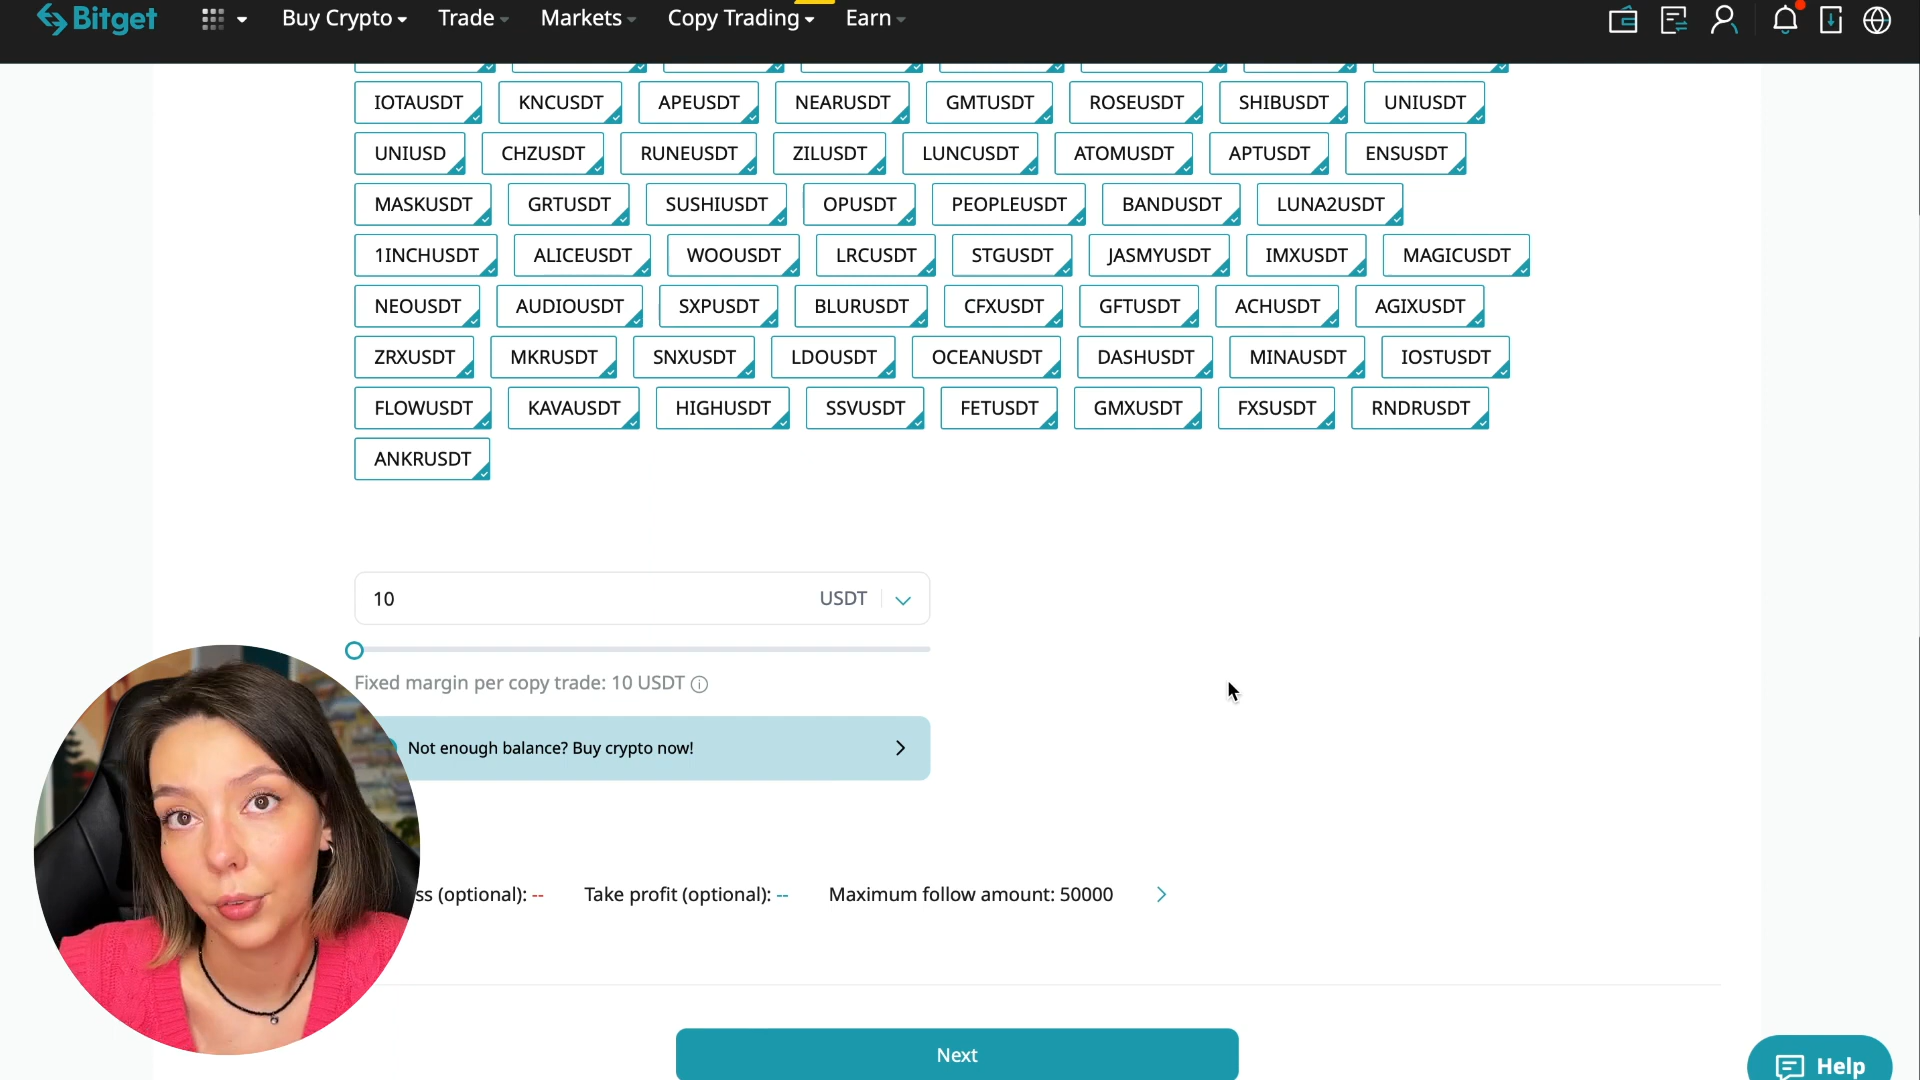 Bitget Buy Crypto Trade Markets Copy Trading Earn
IOTAUSDT KNCUSDT APEUSDT NEARUSDT GMTUSDT ROSEUSDT SHIBUSDT UNIUSDT
UNIUSD CHZUSDT RUNEUSDT ZILUSDT LUNCUSDT ATOMUSDT APTUSDT ENSUSDT
MASKUSDT GRTUSDT SUSHIUSDT OPUSDT PEOPLEUSDT BANDUSDT LUNA2USDT
1INCHUSDT ALICEUSDT WOOUSDT LRCUSDT STGUSDT JASMYUSDT IMXUSDT MAGICUSDT
NEOUSDT AUDIOUSDT SXPUSDT BLURUSDT CFXUSDT GFTUSDT ACHUSDT AGIXUSDT
ZRXUSDT MKRUSDT SNXUSDT LDOUSDT OCEANUSDT DASHUSDT MINAUSDT IOSTUSDT
FLOWUSDT KAVAUSDT HIGHUSDT SSVUSDT FETUSDT GMXUSDT FXSUSDT RNDRUSDT
ANKRUSDT
10 USDT
Fixed margin per copy trade: 10 USDT
Not enough balance? Buy crypto now!
ss (optional): -- Take profit (optional): -- Maximum follow amount: 50000
Next
Help